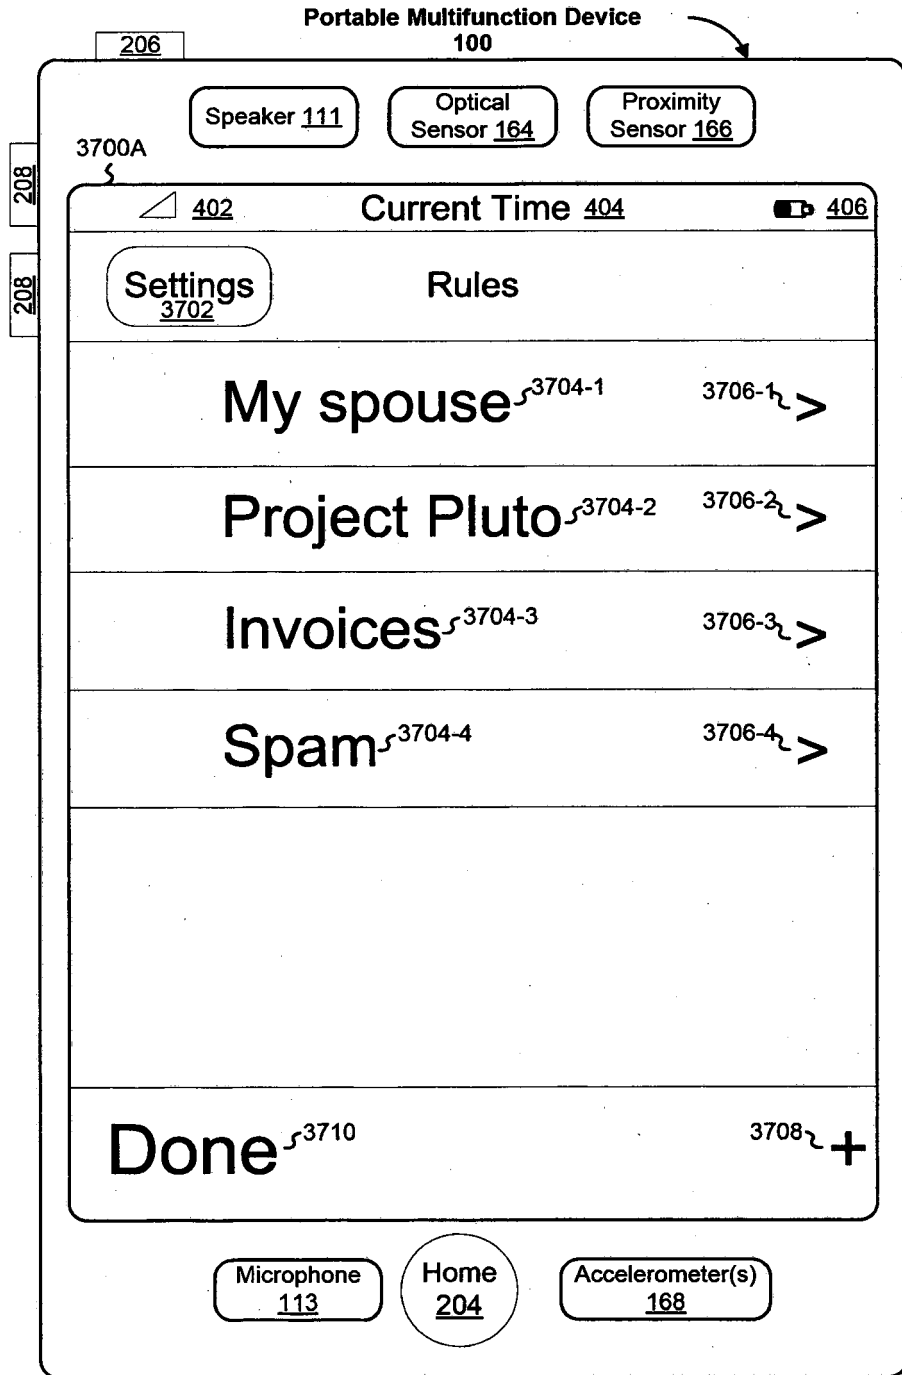 Portable Multifunction Device
100
206
Speaker 111
Optical
Sensor 164
Proximity
Sensor 166
3700A
208
402
Current Time 404
406
208
Settings
3702
Rules
My spouse 3704-1
3706-1 >
Project Pluto 3704-2
3706-2 >
Invoices 3704-3
3706-3 >
Spam 3704-4
3706-4 >
Done 3710
3708 +
Microphone
113
Home
204
Accelerometer(s)
168